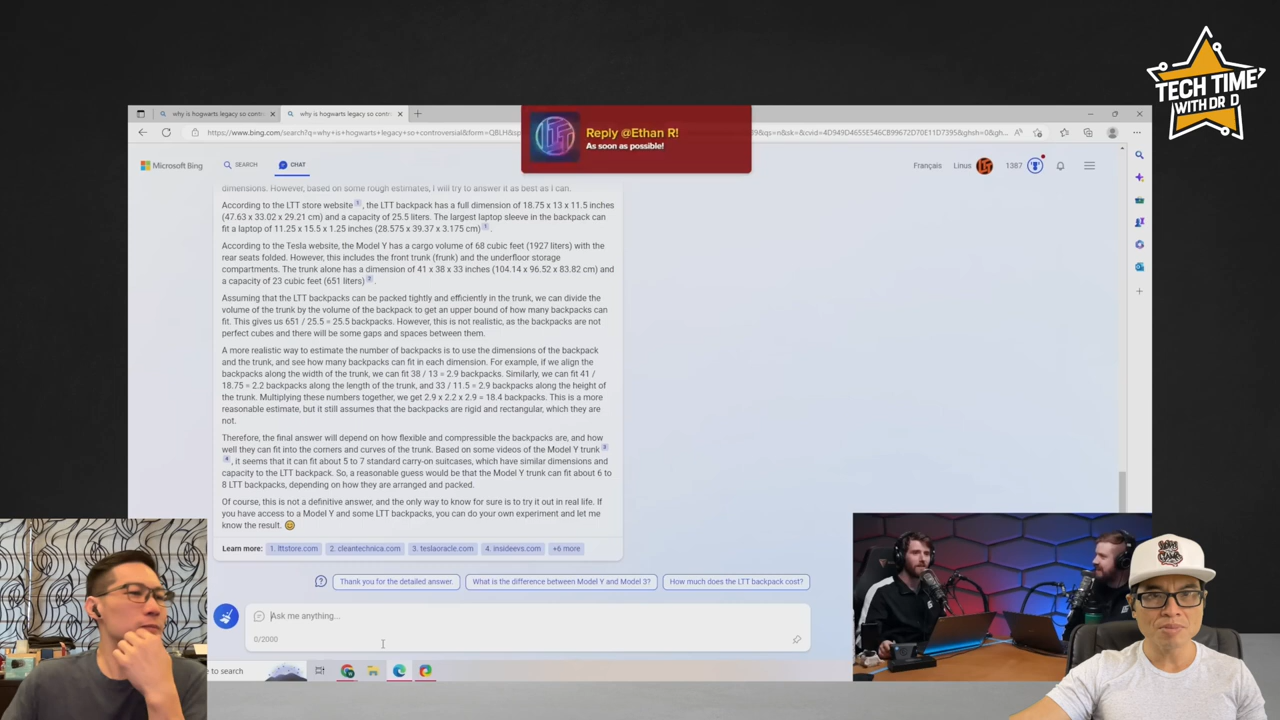 TECH TIME
WITH DR D
why is hogwarts legacy so contro
why is hogwarts legacy so contro
Reply @Ethan R!
As soon as possible!
Microsoft Bing
SEARCH
CHAT
Français
Linus
1387
dimensions. However, based on some rough estimates, I will try to answer it as best as I can.
According to the LTT store website 1, the LTT backpack has a full dimension of 18.75 x 13 x 11.5 inches
(47.63 x 33.02 x 29.21 cm) and a capacity of 25.5 liters. The largest laptop sleeve in the backpack can
fit a laptop of 11.25 x 15.5 x 1.25 inches (28.575 x 39.37 x 3.175 cm) 1.
According to the Tesla website, the Model Y has a cargo volume of 68 cubic feet (1927 liters) with the
rear seats folded. However, this includes the front trunk (frunk) and the underfloor storage
compartments. The trunk alone has a dimension of 41 x 38 x 33 inches (104.14 x 96.52 x 83.82 cm) and
a capacity of 23 cubic feet (651 liters) 2.
Assuming that the LTT backpacks can be packed tightly and efficiently in the trunk, we can divide the
volume of the trunk by the volume of the backpack to get an upper bound of how many backpacks can
fit. This gives us 651 / 25.5 = 25.5 backpacks. However, this is not realistic, as the backpacks are not
perfect cubes and there will be some gaps and spaces between them.
A more realistic way to estimate the number of backpacks is to use the dimensions of the backpack
and the trunk, and see how many backpacks can fit in each dimension. For example, if we align the
backpacks along the width of the trunk, we can fit 38 / 13 = 2.9 backpacks. Similarly, we can fit 41 /
18.75 = 2.2 backpacks along the length of the trunk, and 33 / 11.5 = 2.9 backpacks along the height of
the trunk. Multiplying these numbers together, we get 2.9 x 2.2 x 2.9 = 18.4 backpacks. This is a more
reasonable estimate, but it still assumes that the backpacks are rigid and rectangular, which they are
not.
Therefore, the final answer will depend on how flexible and compressible the backpacks are, and how
well they can fit into the corners and curves of the trunk. Based on some videos of the Model Y trunk 3
4, it seems that it can fit about 5 to 7 standard carry-on suitcases, which have similar dimensions and
capacity to the LTT backpack. So, a reasonable guess would be that the Model Y trunk can fit about 6 to
8 LTT backpacks, depending on how they are arranged and packed.
Of course, this is not a definitive answer, and the only way to know for sure is to try it out in real life. If
you have access to a Model Y and some LTT backpacks, you can do your own experiment and let me
know the result.
Learn more: 1. lttstore.com 2. cleantechnica.com 3. teslaoracle.com 4. insideevs.com +6 more
Thank you for the detailed answer.
What is the difference between Model Y and Model 3?
How much does the LTT backpack cost?
Ask me anything...
0/2000
e to search